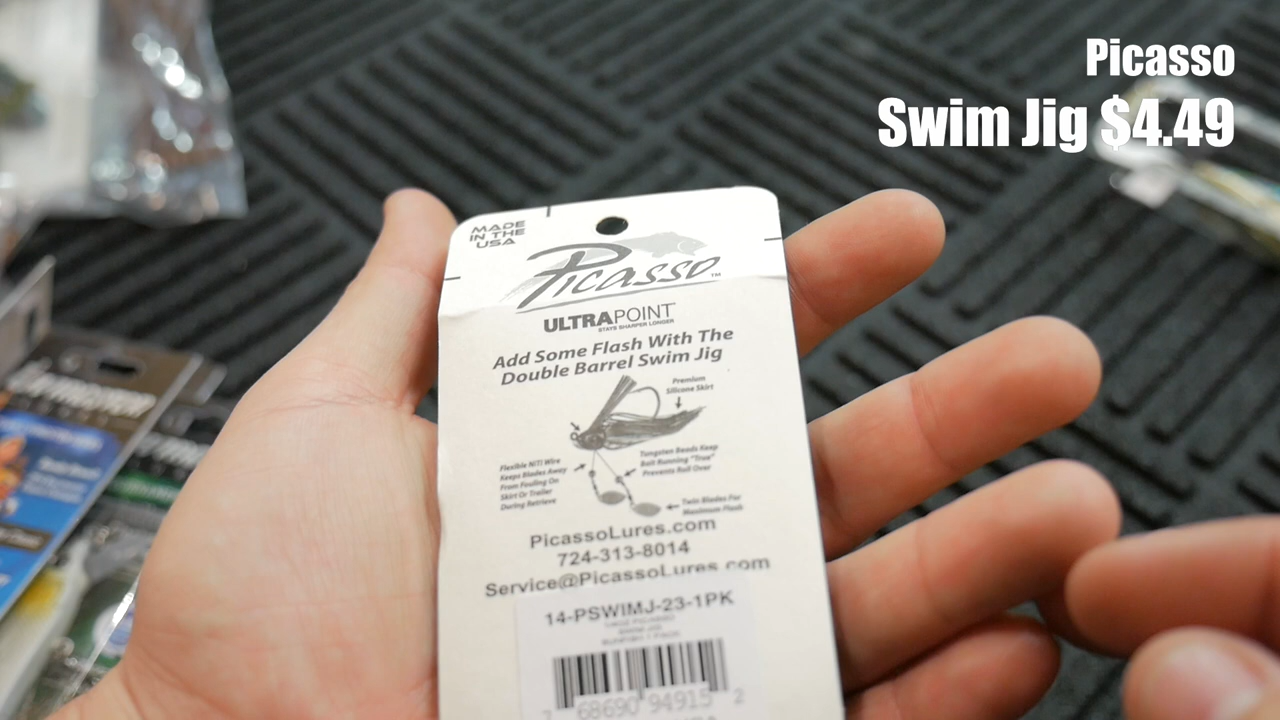 Picasso
Swim Jig $4.49
MADE
IN THE
USA
Picasso™
ULTRAPOINT
STAYS SHARPER LONGER
Add Some Flash With The
Double Barrel Swim Jig
Premium
Silicone Skirt
Flexible NiTi Wire
Keeps Blades Away
From Fouling On
Skirt Or Trailer
During Retrieve
Tungsten Beads Keep
Bait Running "True"
Prevents Roll Over
Twin Blades For
Maximum Flash
PicassoLures.com
724-313-8014
Service@PicassoLures.com
14-PSWIMJ-23-1PK
7 68690 94915 2